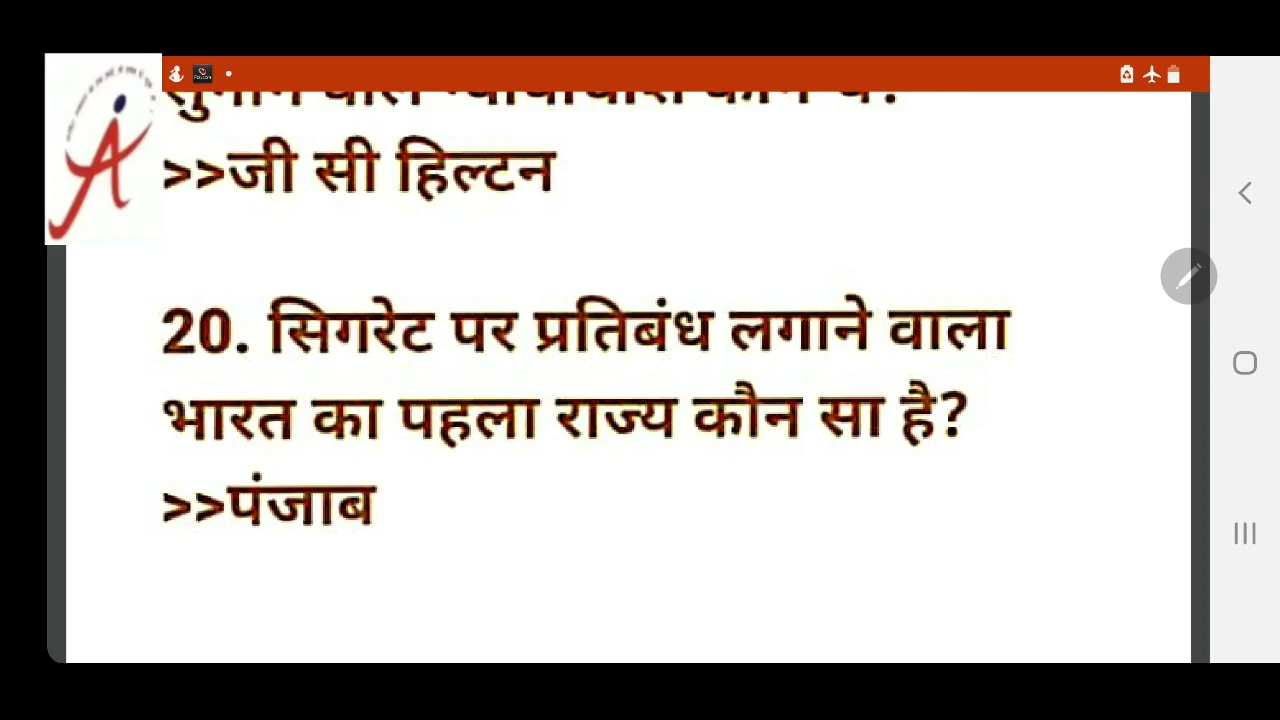 >>जी सी हिल्टन
20. सिगरेट पर प्रतिबंध लगाने वाला
भारत का पहला राज्य कौन सा है?
>>पंजाब